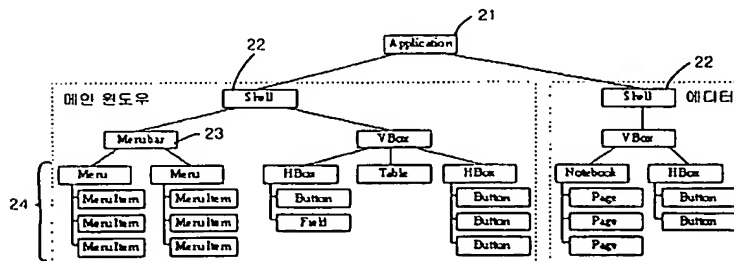 21
Application
22
22
메인 윈도우
Shell
Shell
에디터
Menubar
23
VBox
VBox
24
Menu
Menu
HBox
Table
HBox
Notebook
HBox
MenuItem
MenuItem
Button
Button
Page
Button
MenuItem
MenuItem
Field
Button
Page
Button
MenuItem
MenuItem
Button
Page